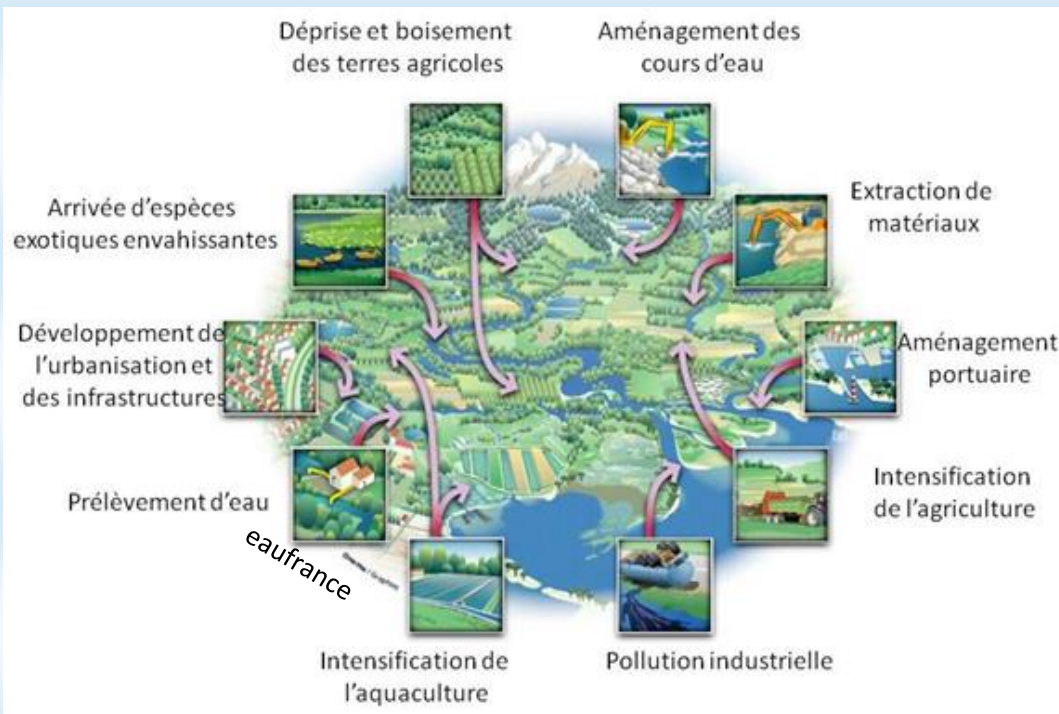 Déprise et boisement
des terres agricoles
Aménagement des
cours d'eau
Arrivée d'espèces
exotiques envahissantes
Extraction de
matériaux
Développement de
l'urbanisation et
des infrastructures
Aménagement
portuaire
Prélèvement d'eau
Intensification
de l'agriculture
eaufrance
Intensification de
l'aquaculture
Pollution industrielle